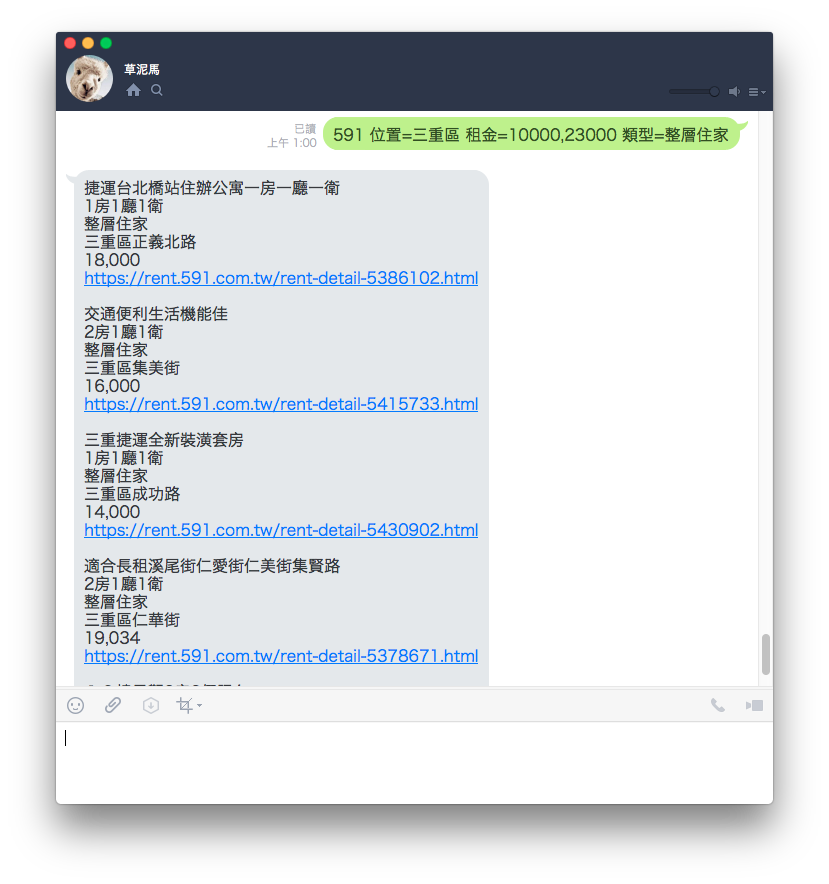 草泥馬
已讀
上午 1:00
591 位置=三重區 租金=10000,23000 類型=整層住家
捷運台北橋站住辦公寓一房一廳一衛
1房1廳1衛
整層住家
三重區正義北路
18,000
https://rent.591.com.tw/rent-detail-5386102.html
交通便利生活機能佳
2房1廳1衛
整層住家
三重區集美街
16,000
https://rent.591.com.tw/rent-detail-5415733.html
三重捷運全新裝潢套房
1房1廳1衛
整層住家
三重區成功路
14,000
https://rent.591.com.tw/rent-detail-5430902.html
適合長租溪尾街仁愛街仁美街集賢路
2房1廳1衛
整層住家
三重區仁華街
19,034
https://rent.591.com.tw/rent-detail-5378671.html